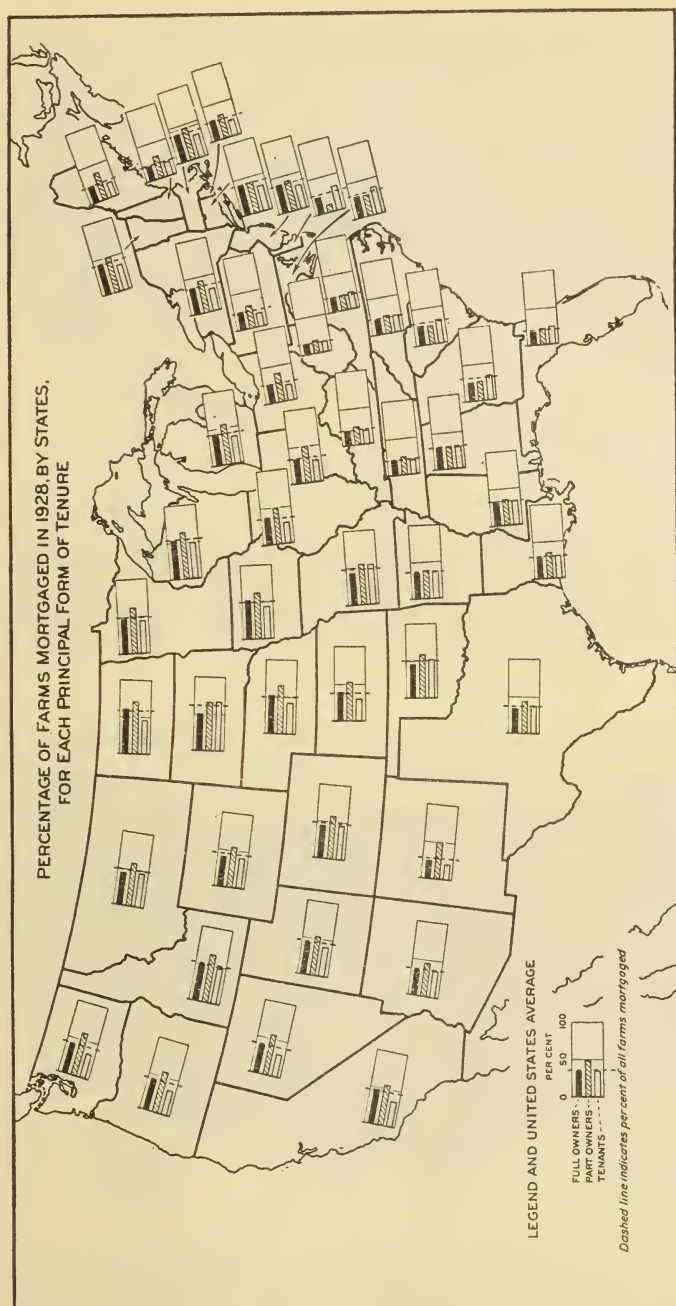 PERCENTAGE OF FARMS MORTGAGED IN 1928, BY STATES,
FOR EACH PRINCIPAL FORM OF TENURE
LEGEND AND UNITED STATES AVERAGE
PER CENT
0 50 100
FULL OWNERS
PART OWNERS
TENANTS
Dashed line indicates per cent of all farms mortgaged